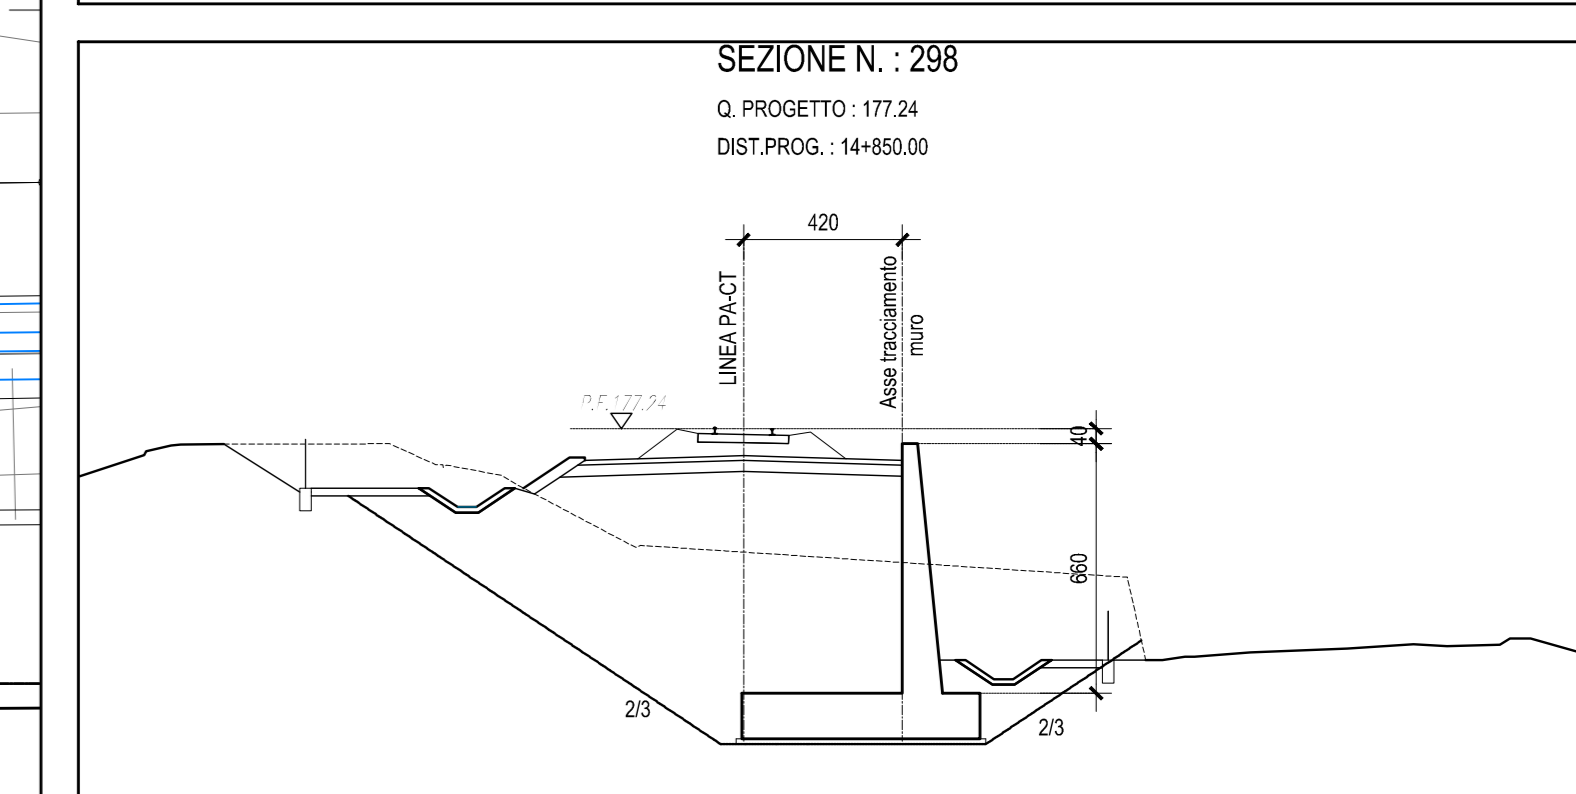 SEZIONE N. : 298
Q. PROGETTO : 177.24
DIST.PROG. : 14+850.00
420
LINEA PA-CT
Asse tracciamento
muro
P.F.177.24
40
660
2/3
2/3